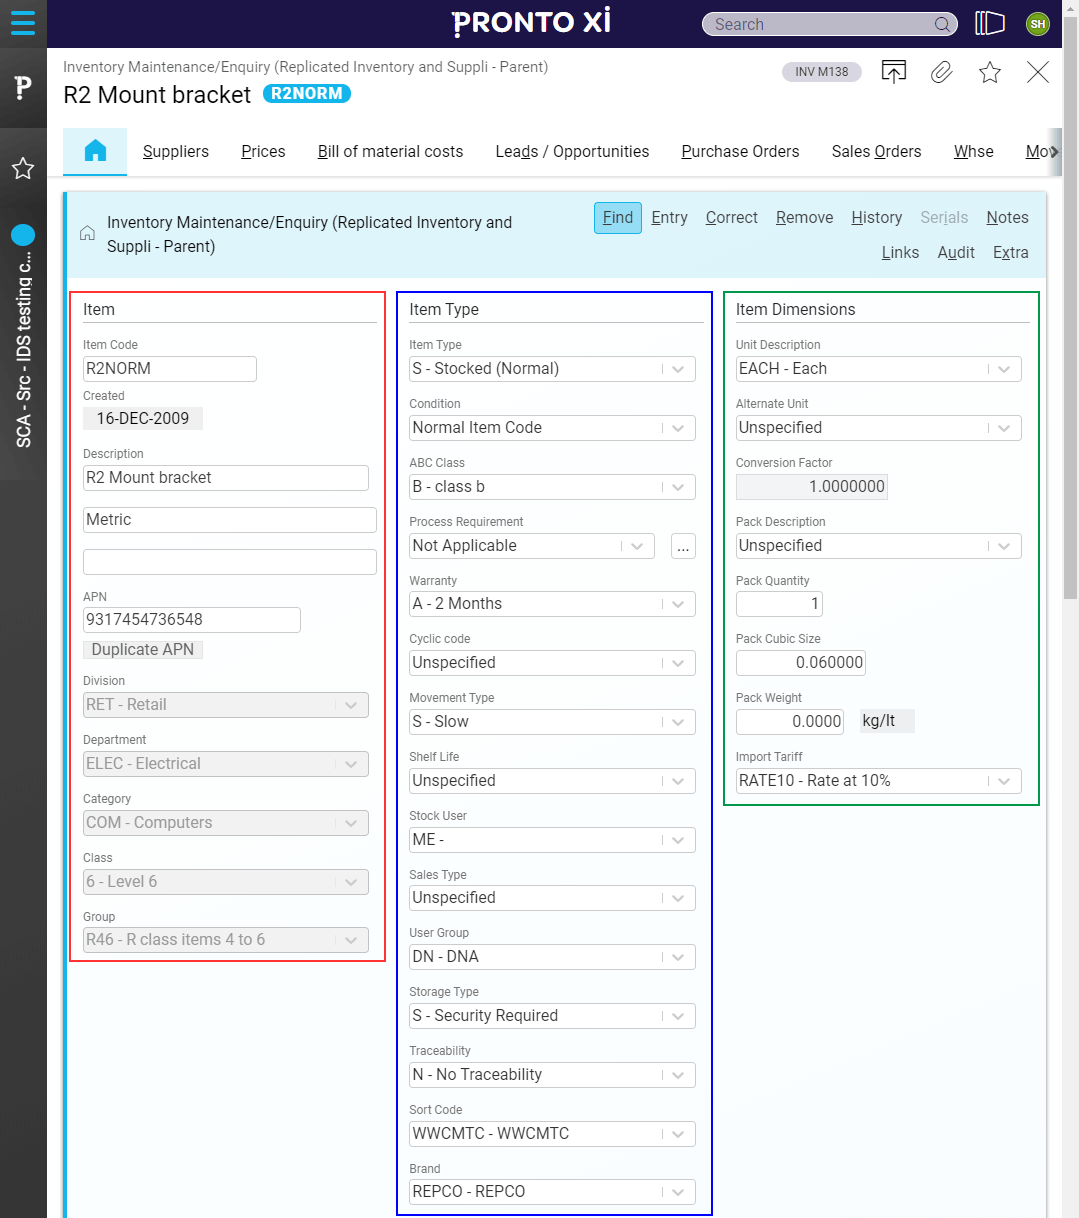 PRONTO XI
Search
SH
Inventory Maintenance/Enquiry (Replicated Inventory and Suppli - Parent)
INV M138
R2 Mount bracket R2NORM
Suppliers Prices Bill of material costs Leads / Opportunities Purchase Orders Sales Orders Whse Mov
SCA - Src - IDS testing c...
Inventory Maintenance/Enquiry (Replicated Inventory and
Suppli - Parent)
Find Entry Correct Remove History Serials Notes
Links Audit Extra
Item
Item Code
R2NORM
Created
16-DEC-2009
Description
R2 Mount bracket
Metric
APN
9317454736548
Duplicate APN
Division
RET - Retail
Department
ELEC - Electrical
Category
COM - Computers
Class
6 - Level 6
Group
R46 - R class items 4 to 6
Item Type
Item Type
S - Stocked (Normal)
Condition
Normal Item Code
ABC Class
B - class b
Process Requirement
Not Applicable
...
Warranty
A - 2 Months
Cyclic code
Unspecified
Movement Type
S - Slow
Shelf Life
Unspecified
Stock User
ME -
Sales Type
Unspecified
User Group
DN - DNA
Storage Type
S - Security Required
Traceability
N - No Traceability
Sort Code
WWCMTC - WWCMTC
Brand
REPCO - REPCO
Item Dimensions
Unit Description
EACH - Each
Alternate Unit
Unspecified
Conversion Factor
1.0000000
Pack Description
Unspecified
Pack Quantity
1
Pack Cubic Size
0.060000
Pack Weight
0.0000 kg/lt
Import Tariff
RATE10 - Rate at 10%